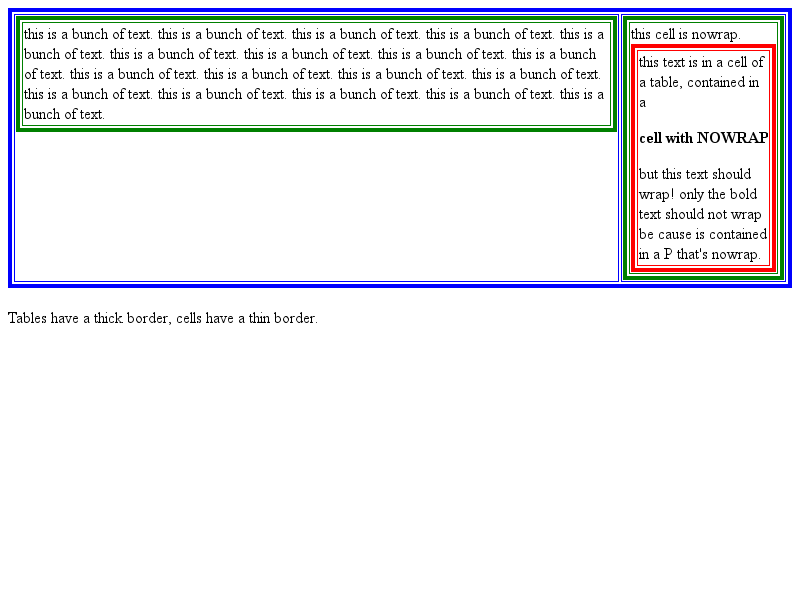 this is a bunch of text. this is a bunch of text. this is a bunch of text. this is a bunch of text. this is a
bunch of text. this is a bunch of text. this is a bunch of text. this is a bunch of text. this is a bunch
of text. this is a bunch of text. this is a bunch of text. this is a bunch of text. this is a bunch of text.
this is a bunch of text. this is a bunch of text. this is a bunch of text. this is a bunch of text. this is a
bunch of text.
this cell is nowrap.
this text is in a cell of
a table, contained in
a
cell with NOWRAP
but this text should
wrap! only the bold
text should not wrap
be cause is contained
in a P that's nowrap.
Tables have a thick border, cells have a thin border.